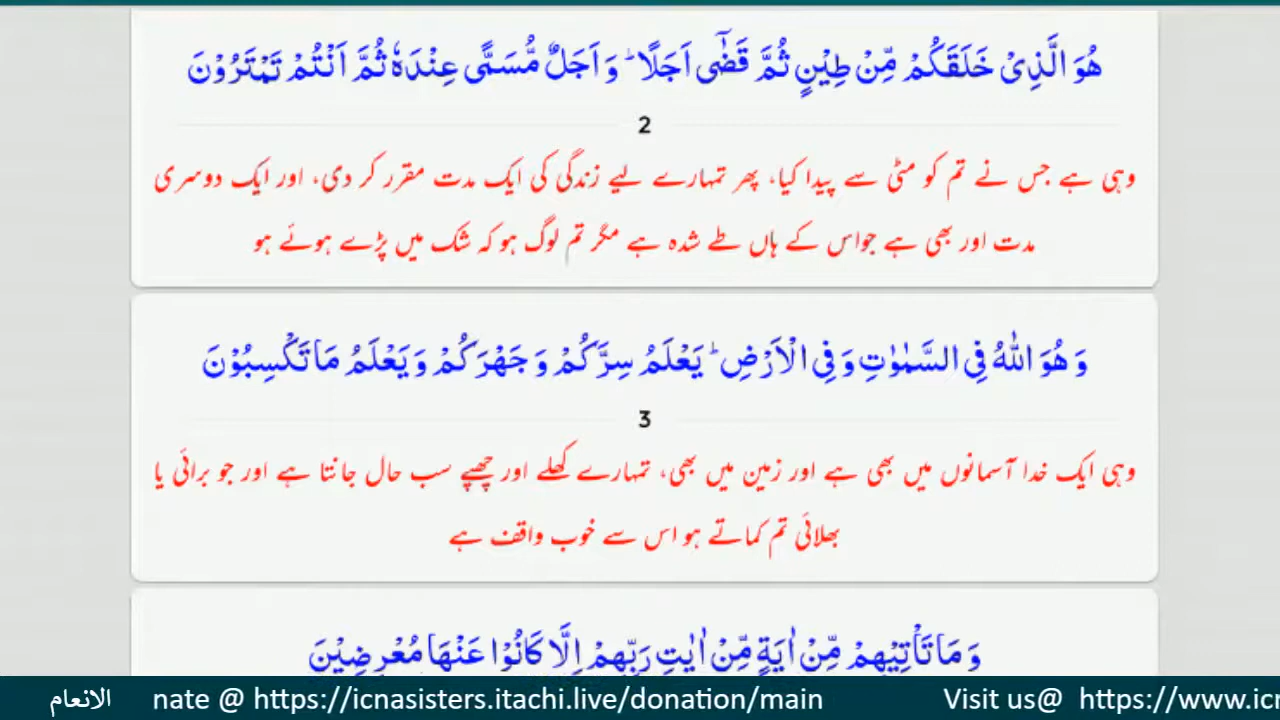 هُوَ الَّذِیْ خَلَقَكُمْ مِّنْ طِیْنٍ ثُمَّ قَضٰۤی اَجَلًا ؕ وَ اَجَلٌ مُّسَمًّی عِنْدَهٗ ثُمَّ اَنْتُمْ تَمْتَرُوْنَ
2
وہی ہے جس نے تم کو مٹی سے پیدا کیا، پھر تمہارے لیے زندگی کی ایک مدت مقرر کر دی، اور ایک دوسری
مدت اور بھی ہے جواس کے ہاں طے شدہ ہے مگر تم لوگ ہو کہ شک میں پڑے ہوئے ہو
وَ هُوَ اللّٰهُ فِی السَّمٰوٰتِ وَ فِی الْاَرْضِ ؕ یَعْلَمُ سِرَّكُمْ وَ جَهْرَكُمْ وَ یَعْلَمُ مَا تَكْسِبُوْنَ
3
وہی ایک خدا آسمانوں میں بھی ہے اور زمین میں بھی، تمہارے کھلے اور چھپے سب حال جانتا ہے اور جو برائی یا
بھلائی تم کماتے ہو اس سے خوب واقف ہے
وَ مَا تَاْتِیْهِمْ مِّنْ اٰیَةٍ مِّنْ اٰیٰتِ رَبِّهِمْ اِلَّا كَانُوْا عَنْهَا مُعْرِضِیْنَ
الانعام nate @ https://icnasisters.itachi.live/donation/main Visit us@ https://www.icn